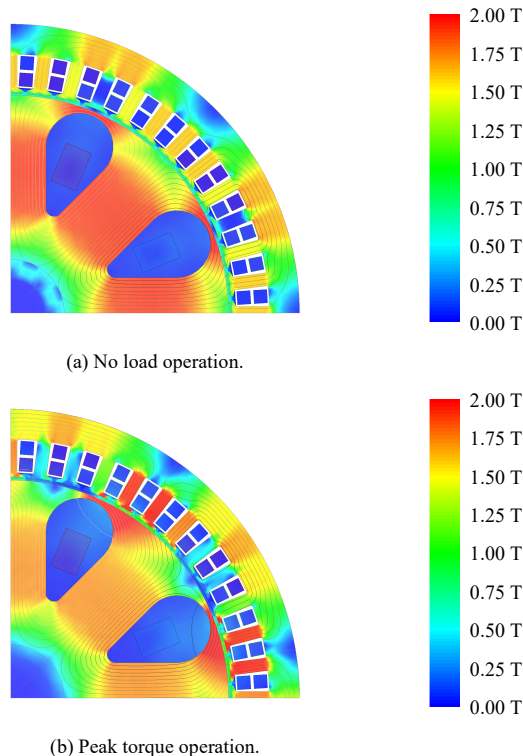 2.00 T
1.75 T
1.50 T
1.25 T
1.00 T
0.75 T
0.50 T
0.25 T
0.00 T
(a) No load operation.
2.00 T
1.75 T
1.50 T
1.25 T
1.00 T
0.75 T
0.50 T
0.25 T
0.00 T
(b) Peak torque operation.